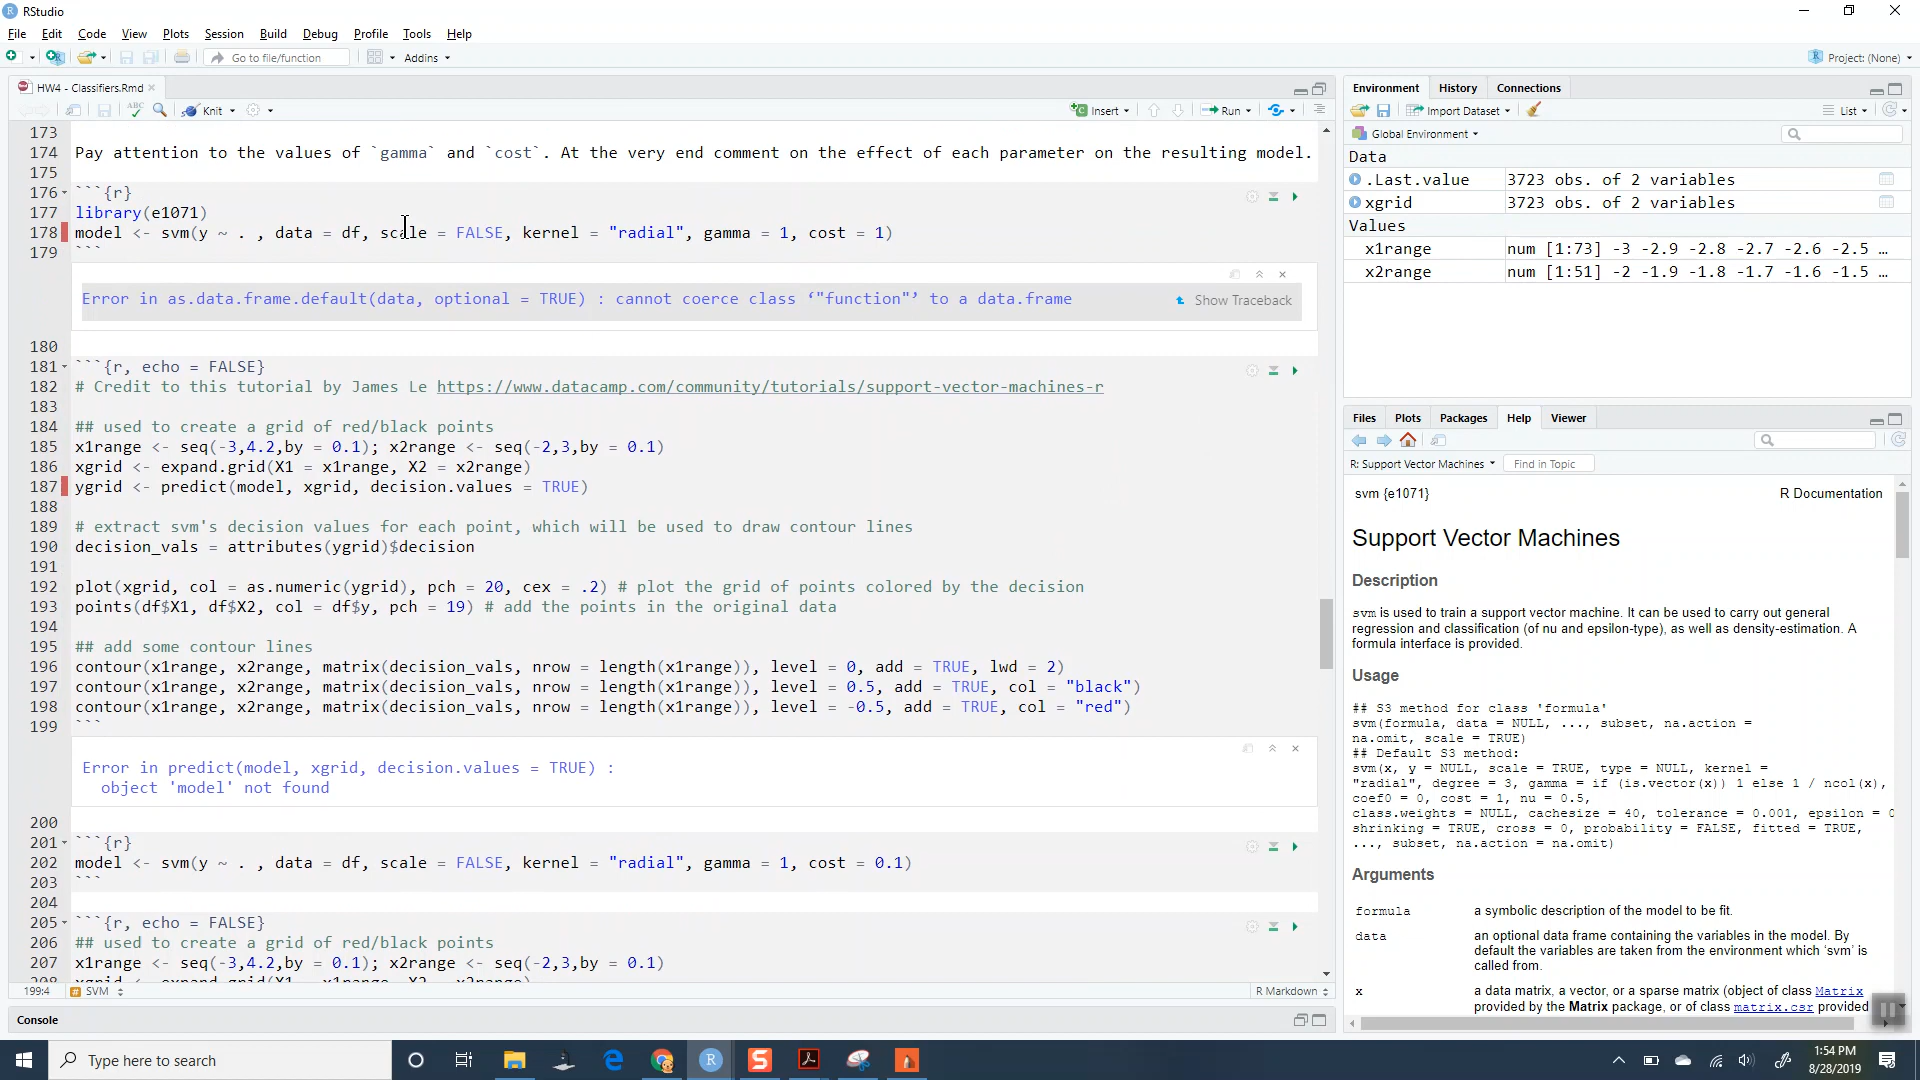 RStudio
File Edit Code View Plots Session Build Debug Profile Tools Help
Go to file/function Addins Project: (None)
HW4 - Classifiers.Rmd
ABC Knit Insert Run
173
174 Pay attention to the values of `gamma` and `cost`. At the very end comment on the effect of each parameter on the resulting model.
175
176 ```{r}
177 library(e1071)
178 model <- svm(y ~ . , data = df, scale = FALSE, kernel = "radial", gamma = 1, cost = 1)
179 ```
Error in as.data.frame.default(data, optional = TRUE) : cannot coerce class ‘"function"’ to a data.frame Show Traceback
180
181 ```{r, echo = FALSE}
182 # Credit to this tutorial by James Le https://www.datacamp.com/community/tutorials/support-vector-machines-r
183
184 ## used to create a grid of red/black points
185 x1range <- seq(-3,4.2,by = 0.1); x2range <- seq(-2,3,by = 0.1)
186 xgrid <- expand.grid(X1 = x1range, X2 = x2range)
187 ygrid <- predict(model, xgrid, decision.values = TRUE)
188
189 # extract svm's decision values for each point, which will be used to draw contour lines
190 decision_vals = attributes(ygrid)$decision
191
192 plot(xgrid, col = as.numeric(ygrid), pch = 20, cex = .2) # plot the grid of points colored by the decision
193 points(df$X1, df$X2, col = df$y, pch = 19) # add the points in the original data
194
195 ## add some contour lines
196 contour(x1range, x2range, matrix(decision_vals, nrow = length(x1range)), level = 0, add = TRUE, lwd = 2)
197 contour(x1range, x2range, matrix(decision_vals, nrow = length(x1range)), level = 0.5, add = TRUE, col = "black")
198 contour(x1range, x2range, matrix(decision_vals, nrow = length(x1range)), level = -0.5, add = TRUE, col = "red")
199 ```
Error in predict(model, xgrid, decision.values = TRUE) :
object 'model' not found
200
201 ```{r}
202 model <- svm(y ~ . , data = df, scale = FALSE, kernel = "radial", gamma = 1, cost = 0.1)
203 ```
204
205 ```{r, echo = FALSE}
206 ## used to create a grid of red/black points
207 x1range <- seq(-3,4.2,by = 0.1); x2range <- seq(-2,3,by = 0.1)
199:4 SVM R Markdown
Console
Environment History Connections
Import Dataset List
Global Environment
Data
.Last.value 3723 obs. of 2 variables
xgrid 3723 obs. of 2 variables
Values
x1range num [1:73] -3 -2.9 -2.8 -2.7 -2.6 -2.5 …
x2range num [1:51] -2 -1.9 -1.8 -1.7 -1.6 -1.5 …
Files Plots Packages Help Viewer
R: Support Vector Machines Find in Topic
svm {e1071} R Documentation
Support Vector Machines
Description
svm is used to train a support vector machine. It can be used to carry out general
regression and classification (of nu and epsilon-type), as well as density-estimation. A
formula interface is provided.
Usage
## S3 method for class 'formula'
svm(formula, data = NULL, ..., subset, na.action =
na.omit, scale = TRUE)
## Default S3 method:
svm(x, y = NULL, scale = TRUE, type = NULL, kernel =
"radial", degree = 3, gamma = if (is.vector(x)) 1 else 1 / ncol(x),
coef0 = 0, cost = 1, nu = 0.5,
class.weights = NULL, cachesize = 40, tolerance = 0.001, epsilon = 0
shrinking = TRUE, cross = 0, probability = FALSE, fitted = TRUE,
..., subset, na.action = na.omit)
Arguments
formula a symbolic description of the model to be fit.
data an optional data frame containing the variables in the model. By
default the variables are taken from the environment which ‘svm’ is
called from.
x a data matrix, a vector, or a sparse matrix (object of class Matrix
provided by the Matrix package, or of class matrix.csr provided
Type here to search
1:54 PM
8/28/2019